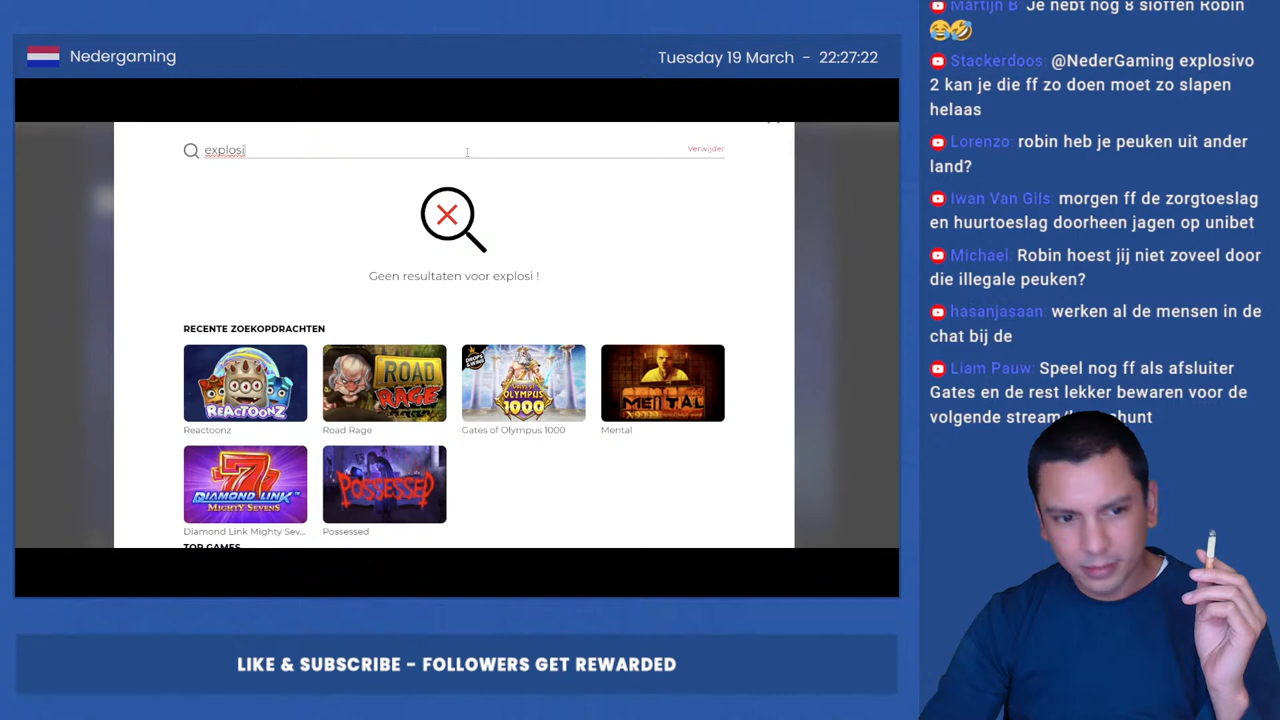 Nedergaming
Tuesday 19 March - 22:27:22
explosi
Verwijder
Geen resultaten voor explosi !
RECENTE ZOEKOPDRACHTEN
REACTOONZ
ROAD
RAGE
GATES OF
OLYMPUS
1000
MENTAL
Reactoonz
Road Rage
Gates of Olympus 1000
Mental
7
DIAMOND LINK™
MIGHTY SEVENS
POSSESSED
Diamond Link Mighty Sev...
Possessed
TOP GAMES
LIKE & SUBSCRIBE - FOLLOWERS GET REWARDED
Martijn B: Je hebt nog 8 sloffen Robin
😂🤣
Stackerdoos: @NederGaming explosivo
2 kan je die ff zo doen moet zo slapen
helaas
Lorenzo: robin heb je peuken uit ander
land?
Iwan Van Gils: morgen ff de zorgtoeslag
en huurtoeslag doorheen jagen op unibet
Michael: Robin hoest jij niet zoveel door
die illegale peuken?
hasanjasaan: werken al de mensen in de
chat bij de
Liam Pauw: Speel nog ff als afsluiter
Gates en de rest lekker bewaren voor de
volgende stream/